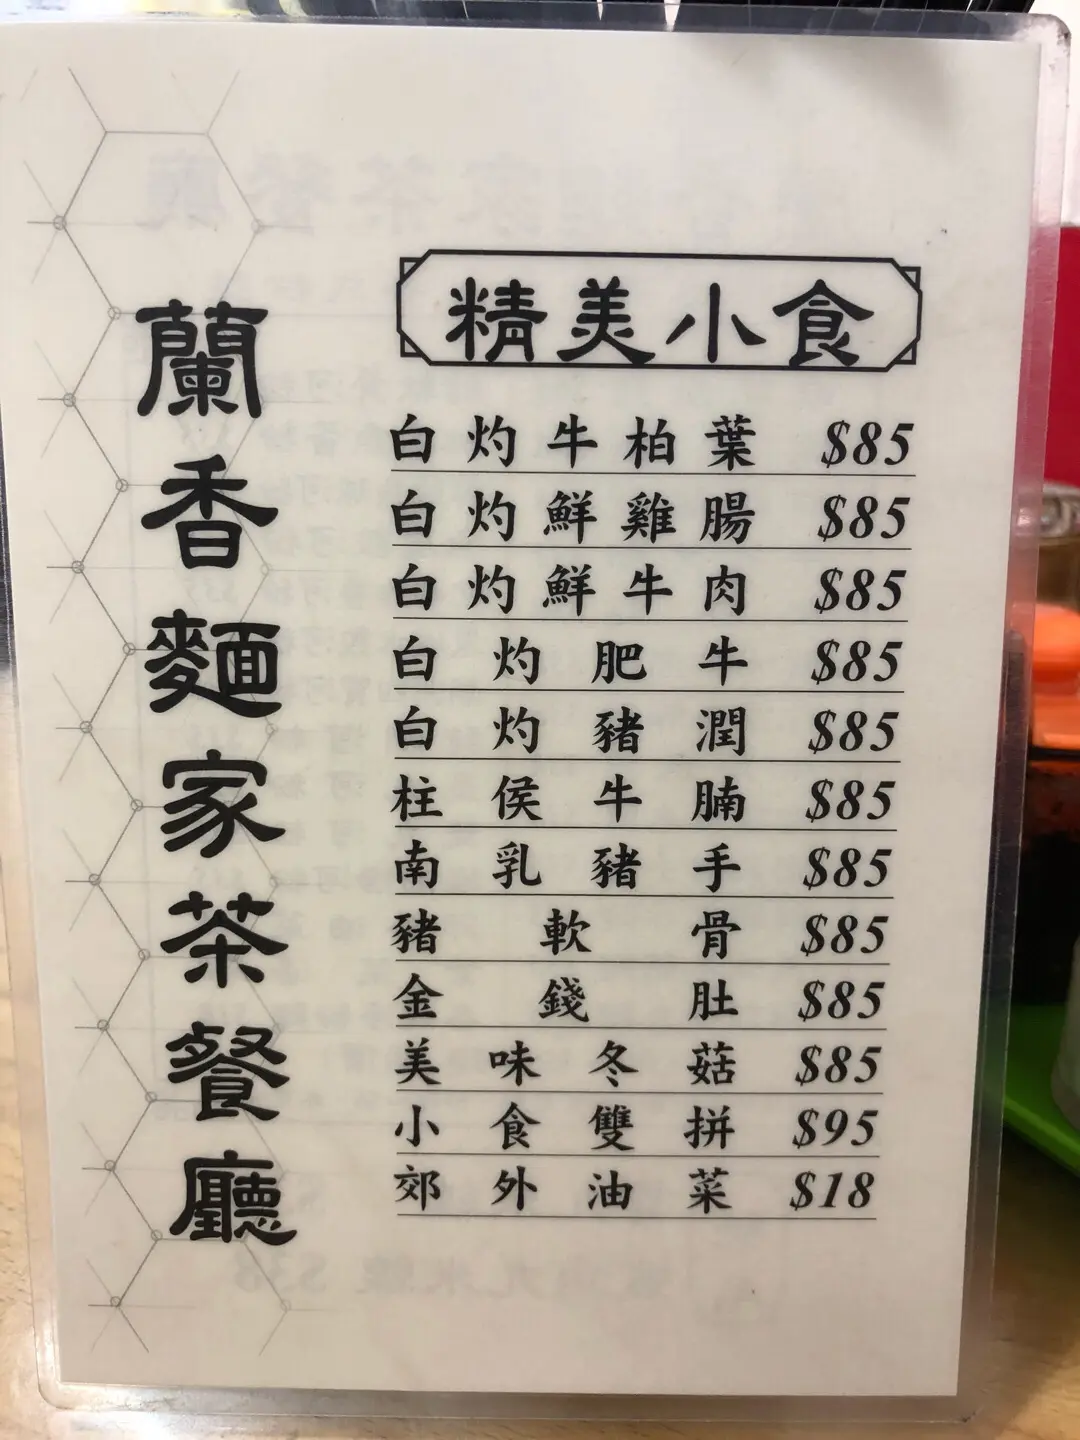 蘭香麵家茶餐廳
精美小食
白灼牛柏葉 $85
白灼鮮雞腸 $85
白灼鮮牛肉 $85
白灼肥牛 $85
白灼豬潤 $85
柱侯牛腩 $85
南乳豬手 $85
豬軟骨 $85
金錢肚 $85
美味冬菇 $85
小食雙拼 $95
郊外油菜 $18